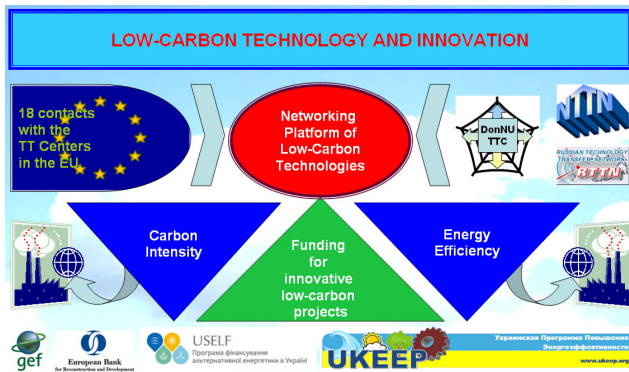 LOW-CARBON TECHNOLOGY AND INNOVATION
18 contacts
with the
TT Centers
in the EU
Networking
Platform of
Low-Carbon
Technologies
DonNU
TTC
NTTN
RUSSIAN TECHNOLOGY
TRANSFER NETWORK
RTTN
Carbon
Intensity
Funding
for
innovative
low-carbon
projects
Energy
Efficiency
gef
European Bank
for Reconstruction and Development
USELF
Програма фінансування
альтернативної енергетики в Україні
UKEEP
Украинская Программа Повышения
Энергоэффективности
www.ukeep.org